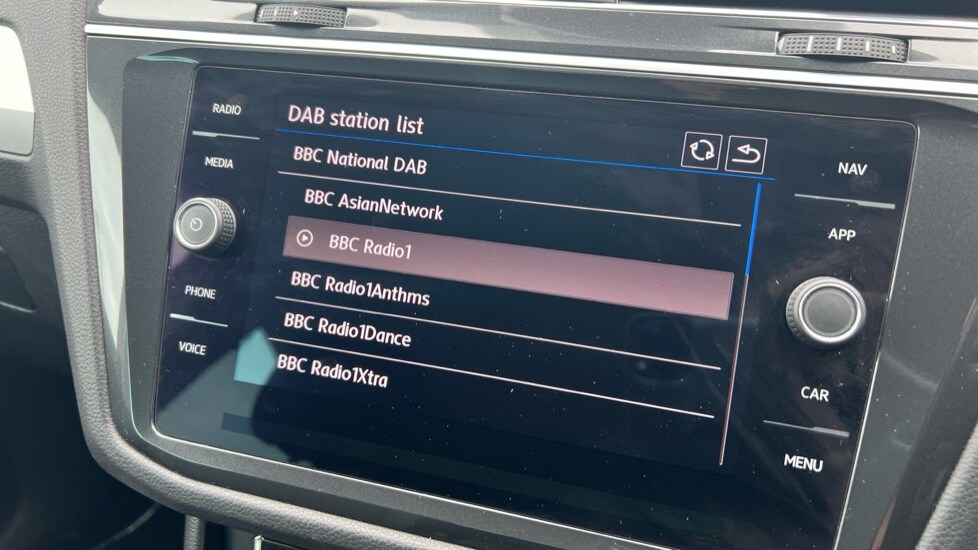 RADIO
MEDIA
PHONE
VOICE
DAB station list
BBC National DAB
BBC AsianNetwork
BBC Radio1
BBC Radio1Anthms
BBC Radio1Dance
BBC Radio1Xtra
NAV
APP
CAR
MENU